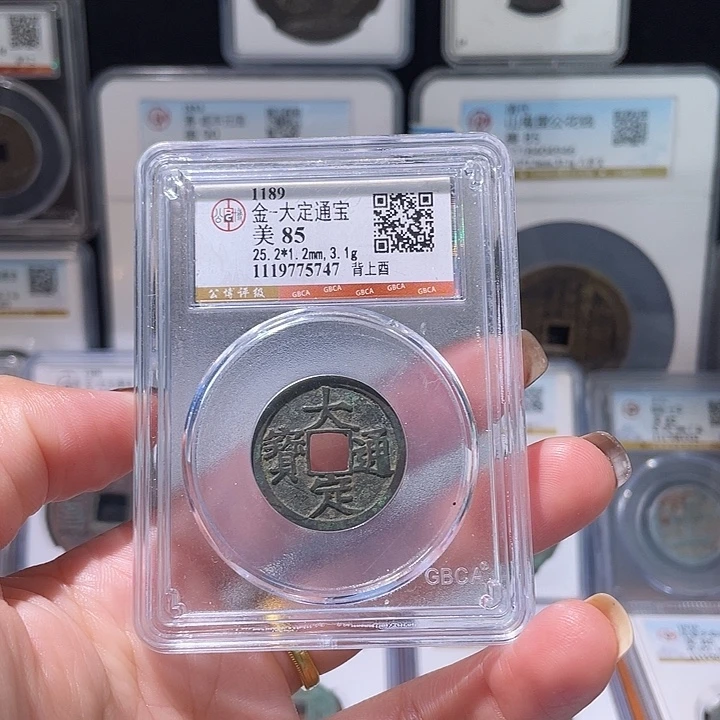 1189
金-大定通宝
美 85
25.2*1.2mm,3.1g
1119775747 背上酉
公博评级 GBCA GBCA GBCA GBCA GBCA
大定通寶
GBCA